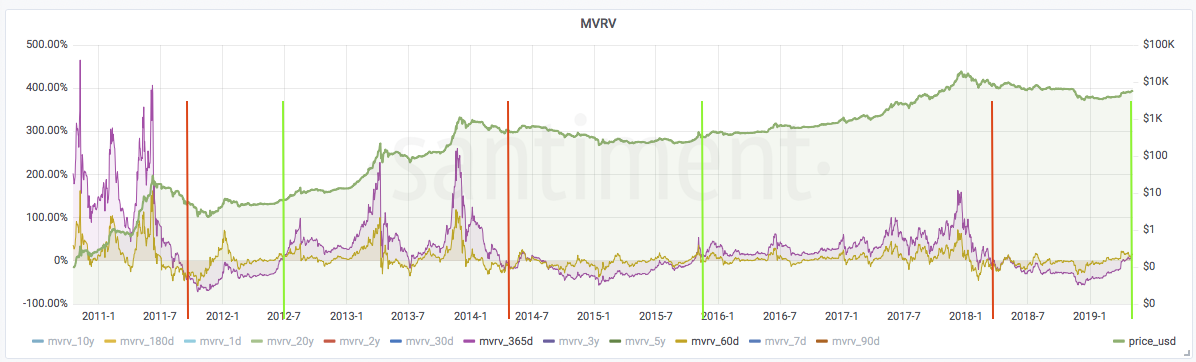 MVRV
500.00%
400.00%
300.00%
200.00%
100.00%
0%
-100.00%
$100K
$10K
$1K
$100
$10
$1
$0
$0
santiment.
2011-1 2011-7 2012-1 2012-7 2013-1 2013-7 2014-1 2014-7 2015-1 2015-7 2016-1 2016-7 2017-1 2017-7 2018-1 2018-7 2019-1
mvrv_10y mvrv_180d mvrv_1d mvrv_20y mvrv_2y mvrv_30d mvrv_365d mvrv_3y mvrv_5y mvrv_60d mvrv_7d mvrv_90d price_usd